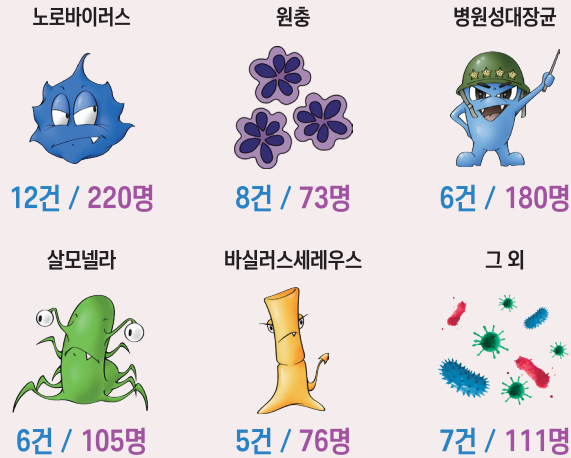 노로바이러스
원충
병원성대장균
12건 / 220명
8건 / 73명
6건 / 180명
살모넬라
바실러스세레우스
그 외
6건 / 105명
5건 / 76명
7건 / 111명